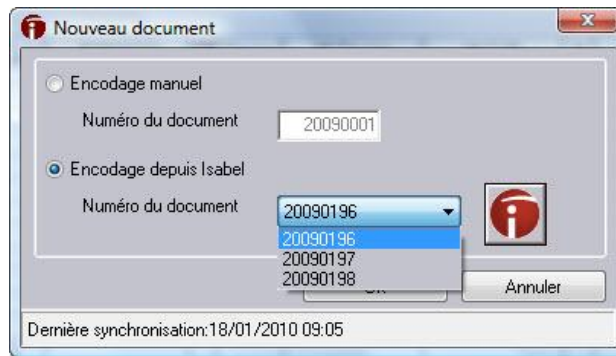 Nouveau document
Encodage manuel
Numéro du document 20090001
Encodage depuis Isabel
Numéro du document 20090196
20090196
20090197
20090198
Annuler
Dernière synchronisation:18/01/2010 09:05